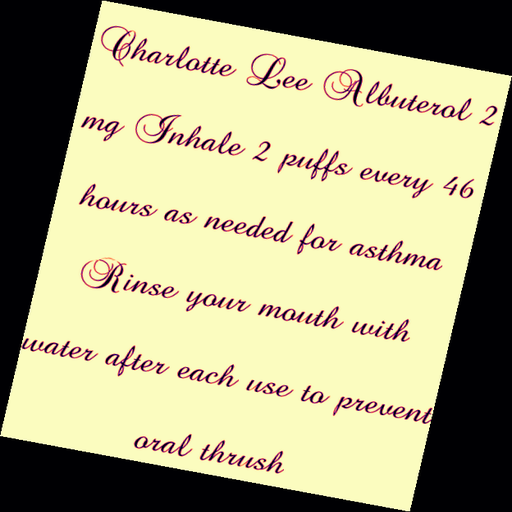 Charlotte Lee Albuterol 2
mg Inhale 2 puffs every 46
hours as needed for asthma
Rinse your mouth with
water after each use to prevent
oral thrush